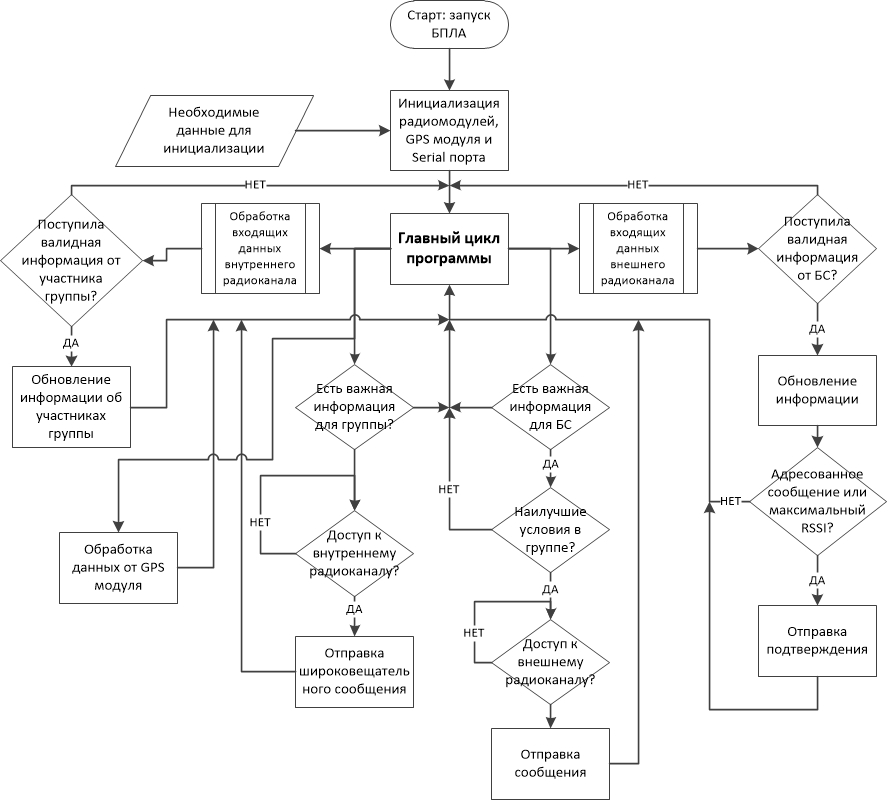 Старт: запуск
БПЛА
Необходимые
данные для
инициализации
Инициализация
радиомодулей,
GPS модуля и
Serial порта
НЕТ
НЕТ
Поступила
валидная
информация от
участника
группы?
Обработка
входящих
данных
внутреннего
радиоканала
Главный цикл
программы
Обработка
входящих
данных
внешнего
радиоканала
Поступила
валидная
информация
от БС?
ДА
ДА
Обновление
информации об
участниках
группы
Есть важная
информация
для группы?
Есть важная
информация
для БС
Обновление
информации
ДА
НЕТ
Адресованное
сообщение или
максимальный
RSSI?
НЕТ
НЕТ
Наилучшие
условия в
группе?
Обработка
данных от GPS
модуля
Доступ к
внутреннему
радиоканалу?
ДА
ДА
ДА
Отправка
широковещатель
ного сообщения
НЕТ
Доступ к
внешнему
радиоканалу?
Отправка
подтверждения
Отправка
сообщения